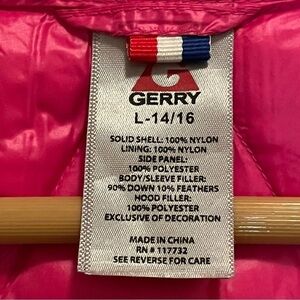 GERRY
L-14/16
SOLID SHELL: 100% NYLON
LINING: 100% NYLON
SIDE PANEL:
100% POLYESTER
BODY/SLEEVE FILLER:
90% DOWN 10% FEATHERS
HOOD FILLER:
100% POLYESTER
EXCLUSIVE OF DECORATION
MADE IN CHINA
RN # 117732
SEE REVERSE FOR CARE